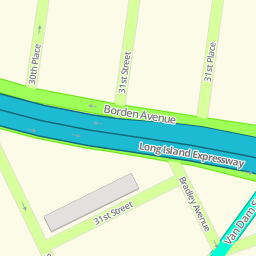 30th Place
31st Street
31st Place
Borden Avenue
Long Island Expressway
31st Street
Bradley Avenue
Van Dam S